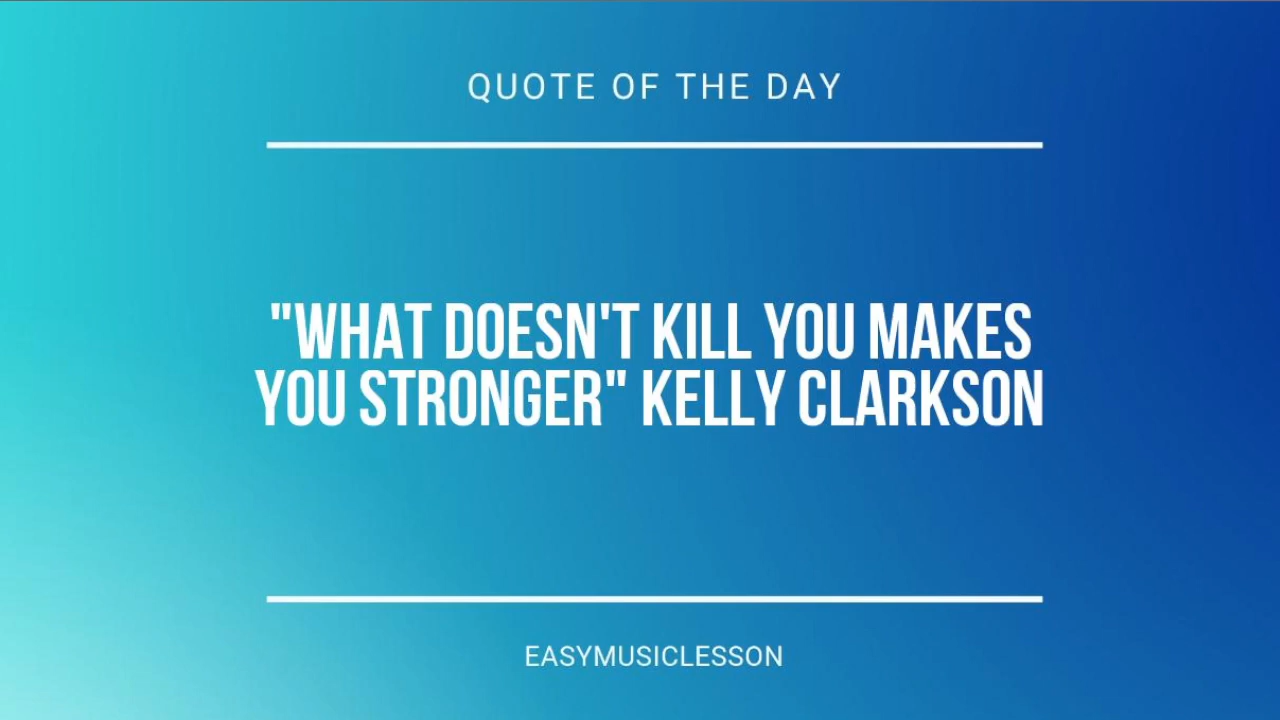 QUOTE OF THE DAY
"WHAT DOESN'T KILL YOU MAKES
YOU STRONGER" KELLY CLARKSON
EASYMUSICLESSON